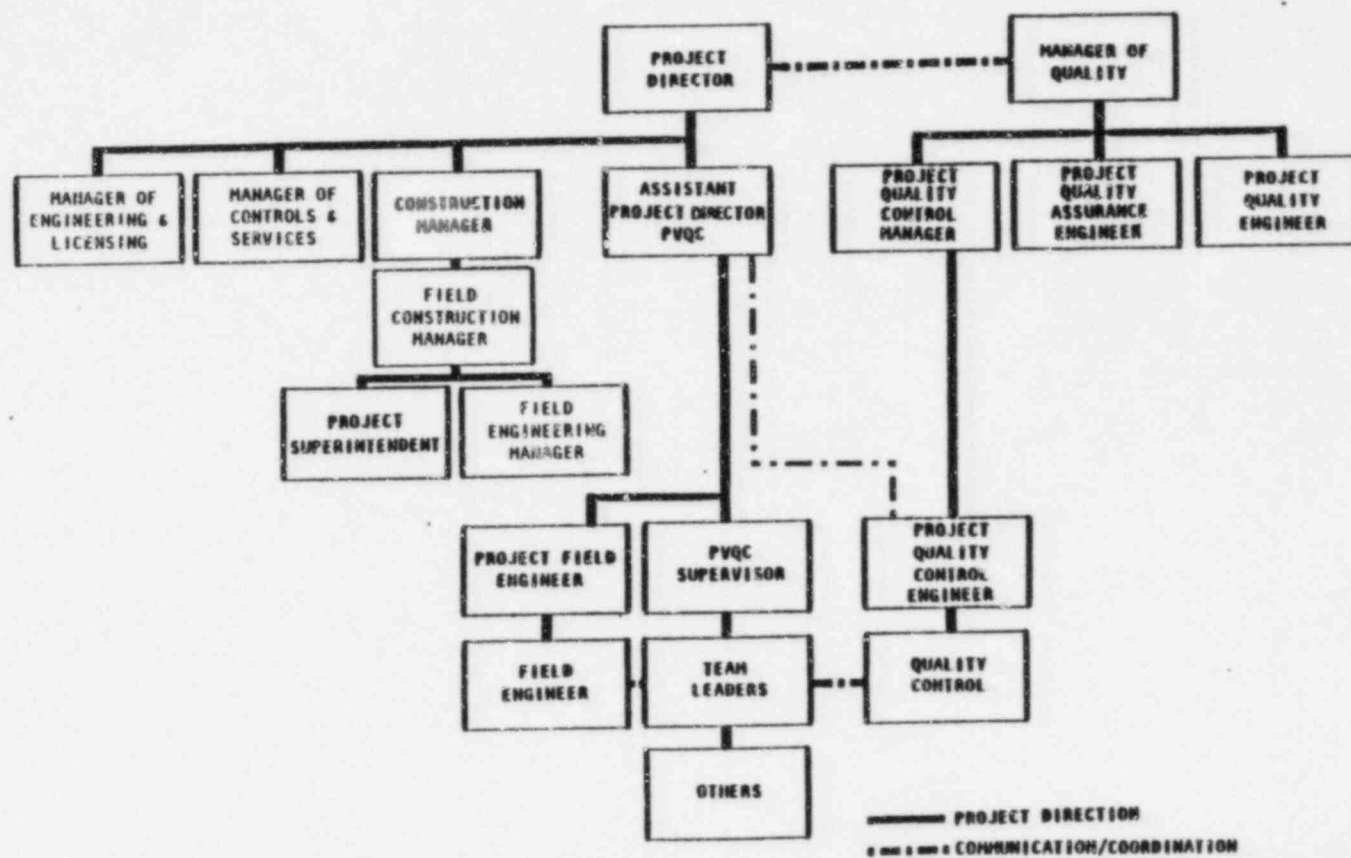 PROJECT
DIRECTOR
MANAGER OF
QUALITY
MANAGER OF
ENGINEERING &
LICENSING
MANAGER OF
CONTROLS &
SERVICES
CONSTRUCTION
MANAGER
ASSISTANT
PROJECT DIRECTOR
PVQC
PROJECT
QUALITY
CONTROL
MANAGER
PROJECT
QUALITY
ASSURANCE
ENGINEER
PROJECT
QUALITY
ENGINEER
FIELD
CONSTRUCTION
MANAGER
PROJECT
SUPERINTENDENT
FIELD
ENGINEERING
MANAGER
PROJECT FIELD
ENGINEER
PVQC
SUPERVISOR
PROJECT
QUALITY
CONTROL
ENGINEER
FIELD
ENGINEER
TEAM
LEADERS
QUALITY
CONTROL
OTHERS
PROJECT DIRECTION
COMMUNICATION/COORDINATION